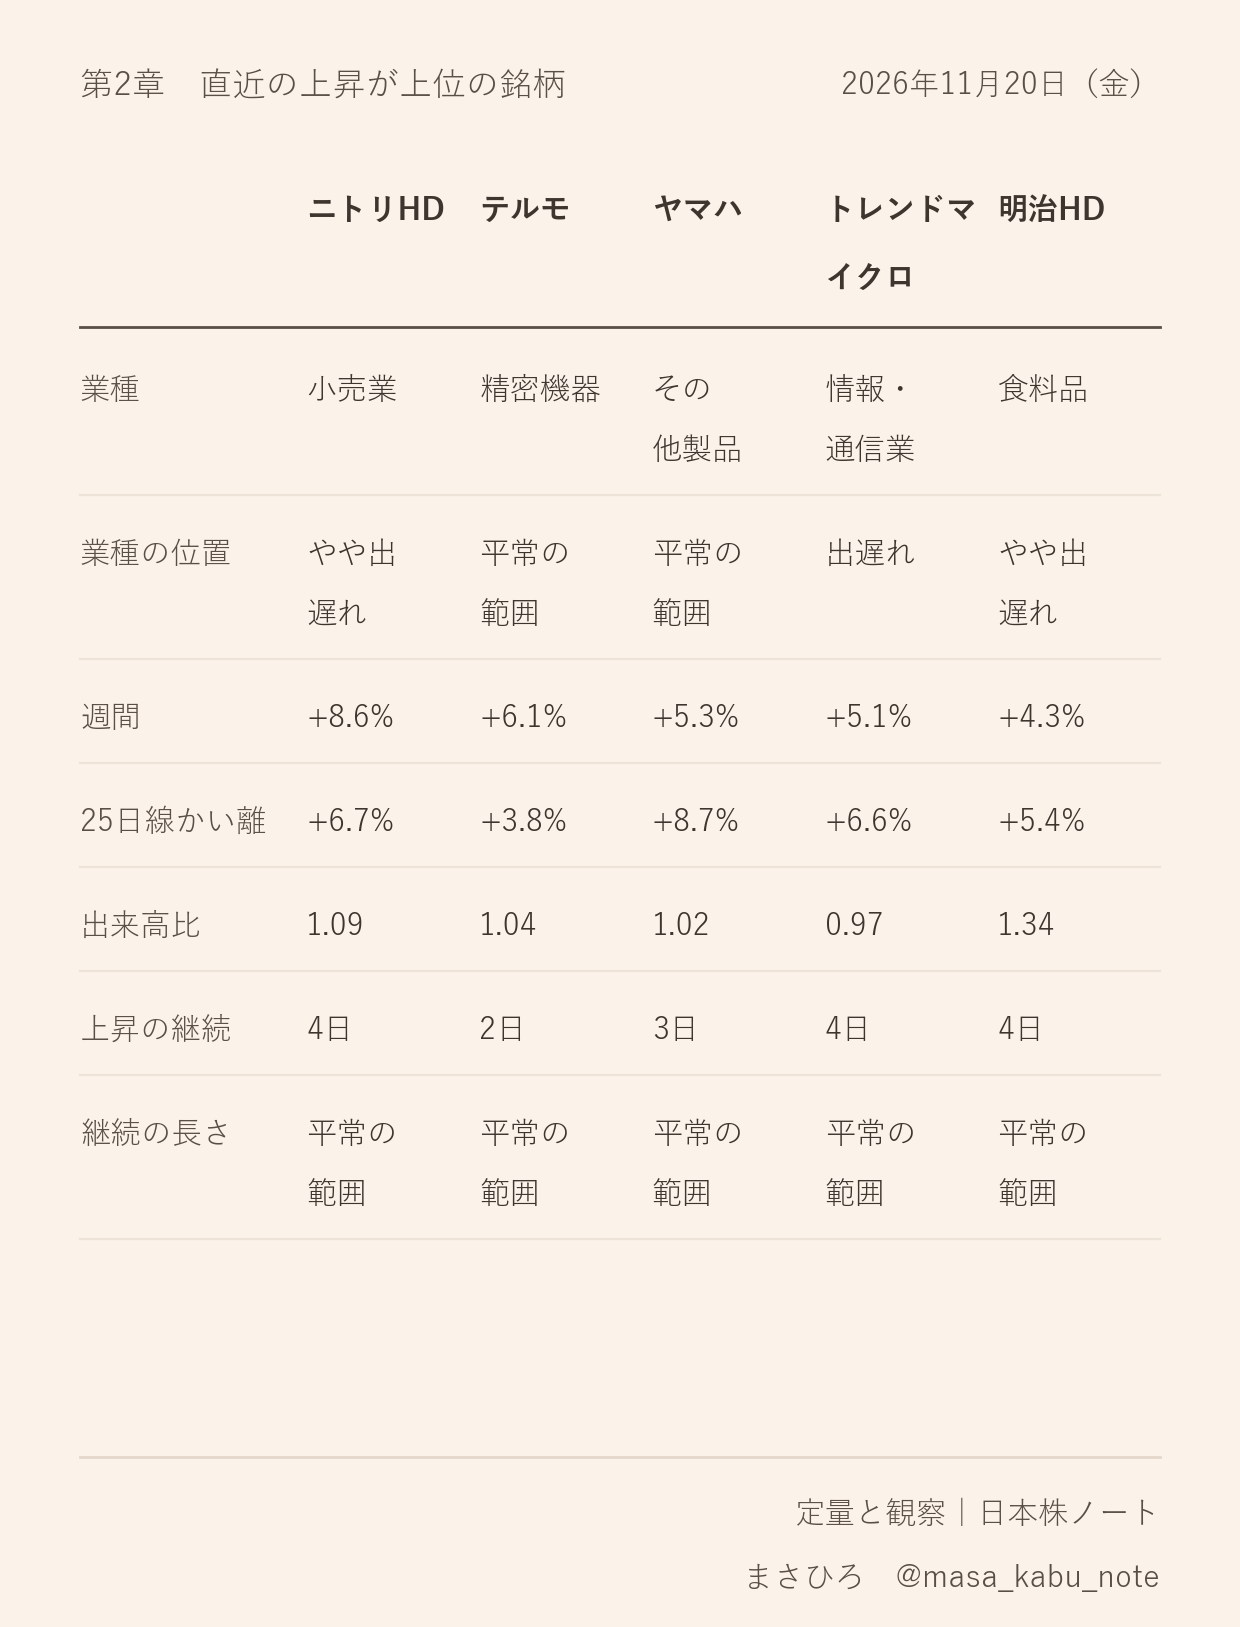 第2章　直近の上昇が上位の銘柄
2026年11月20日（金）
ニトリHD テルモ ヤマハ トレンドマ 明治HD
イクロ
業種 小売業 精密機器 その 情報・ 食料品
他製品 通信業
業種の位置 やや出 平常の 平常の 出遅れ やや出
遅れ 範囲 範囲 遅れ
週間 +8.6% +6.1% +5.3% +5.1% +4.3%
25日線かい離 +6.7% +3.8% +8.7% +6.6% +5.4%
出来高比 1.09 1.04 1.02 0.97 1.34
上昇の継続 4日 2日 3日 4日 4日
継続の長さ 平常の 平常の 平常の 平常の 平常の
範囲 範囲 範囲 範囲 範囲
定量と観察｜日本株ノート
まさひろ　@masa_kabu_note